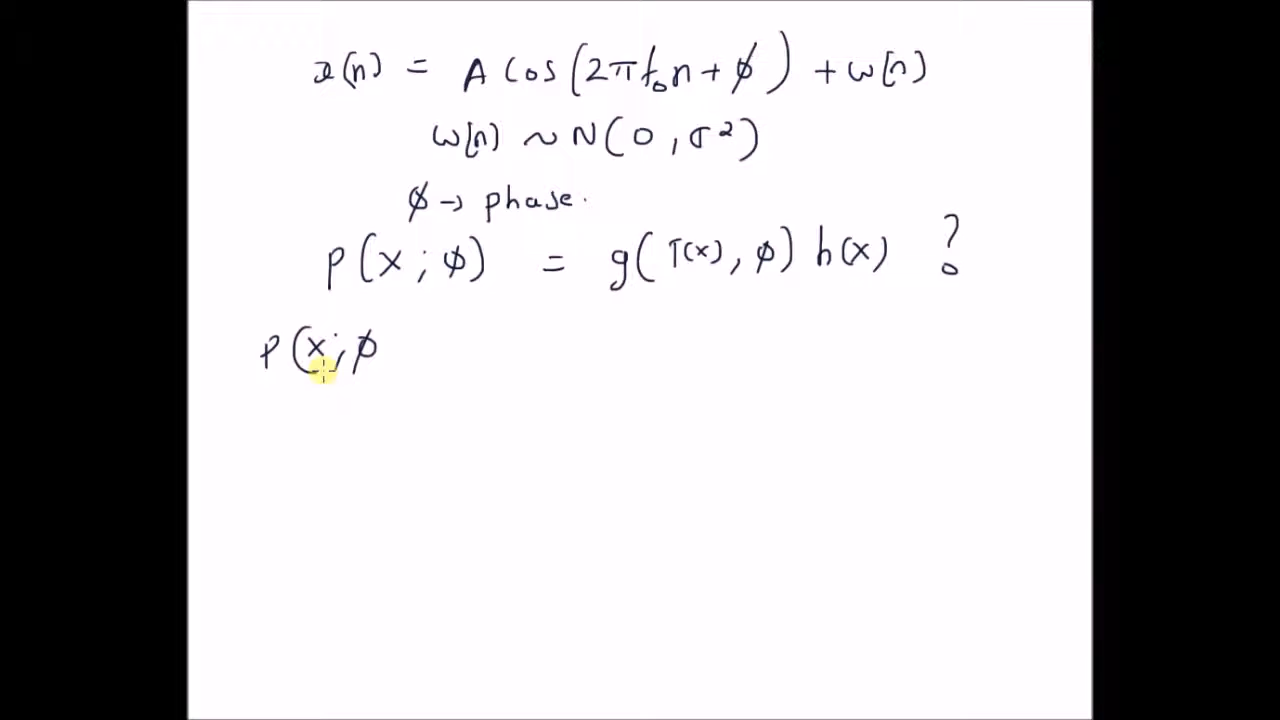 x[n] = A Cos(2πf₀n + ϕ) + w[n]
w[n] ~ N(0, σ²)
ϕ → phase.
P(x; ϕ) = g(T(x), ϕ) h(x) ?
P(x; ϕ